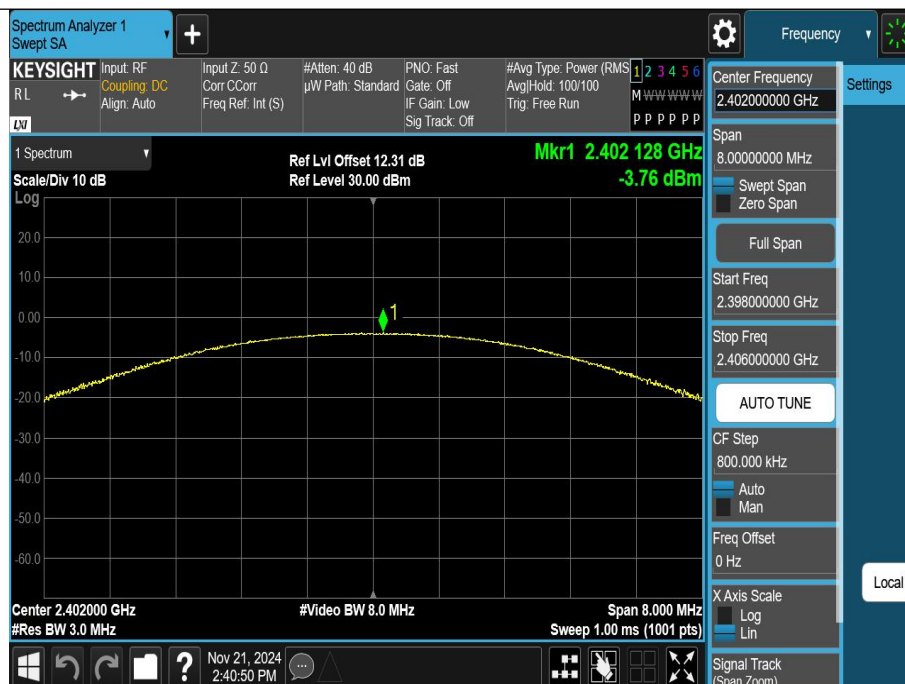 Spectrum Analyzer 1
Swept SA
+
Frequency
KEYSIGHT
RL
LXI
Input: RF
Coupling: DC
Align: Auto
Input Z: 50 Ω
Corr CCorr
Freq Ref: Int (S)
#Atten: 40 dB
µW Path: Standard
PNO: Fast
Gate: Off
IF Gain: Low
Sig Track: Off
#Avg Type: Power (RMS
Avg|Hold: 100/100
Trig: Free Run
1 2 3 4 5 6
M W W W W W
P P P P P P
1 Spectrum
Scale/Div 10 dB
Log
Ref Lvl Offset 12.31 dB
Ref Level 30.00 dBm
Mkr1 2.402 128 GHz
-3.76 dBm
20.0
10.0
0.00
-10.0
-20.0
-30.0
-40.0
-50.0
-60.0
1
Center 2.402000 GHz
#Res BW 3.0 MHz
#Video BW 8.0 MHz
Span 8.000 MHz
Sweep 1.00 ms (1001 pts)
?
Nov 21, 2024
2:40:50 PM
Center Frequency
2.402000000 GHz
Span
8.00000000 MHz
Swept Span
Zero Span
Full Span
Start Freq
2.398000000 GHz
Stop Freq
2.406000000 GHz
AUTO TUNE
CF Step
800.000 kHz
Auto
Man
Freq Offset
0 Hz
X Axis Scale
Log
Lin
Signal Track
(Span Zoom)
Settings
Local